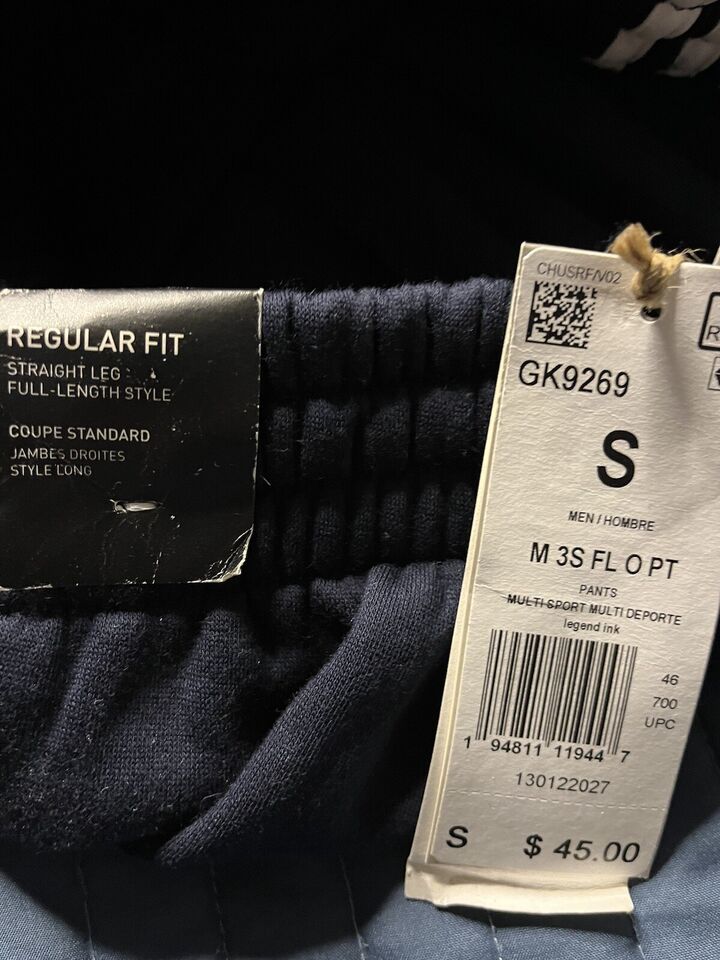 REGULAR FIT
STRAIGHT LEG
FULL-LENGTH STYLE
COUPE STANDARD
JAMBES DROITES
STYLE LONG
CHUSRF/V02
GK9269
S
MEN / HOMBRE
M 3S FL O PT
PANTS
MULTI SPORT MULTI DEPORTE
legend ink
46
700
UPC
1 94811 11944 7
130122027
S $ 45.00
R